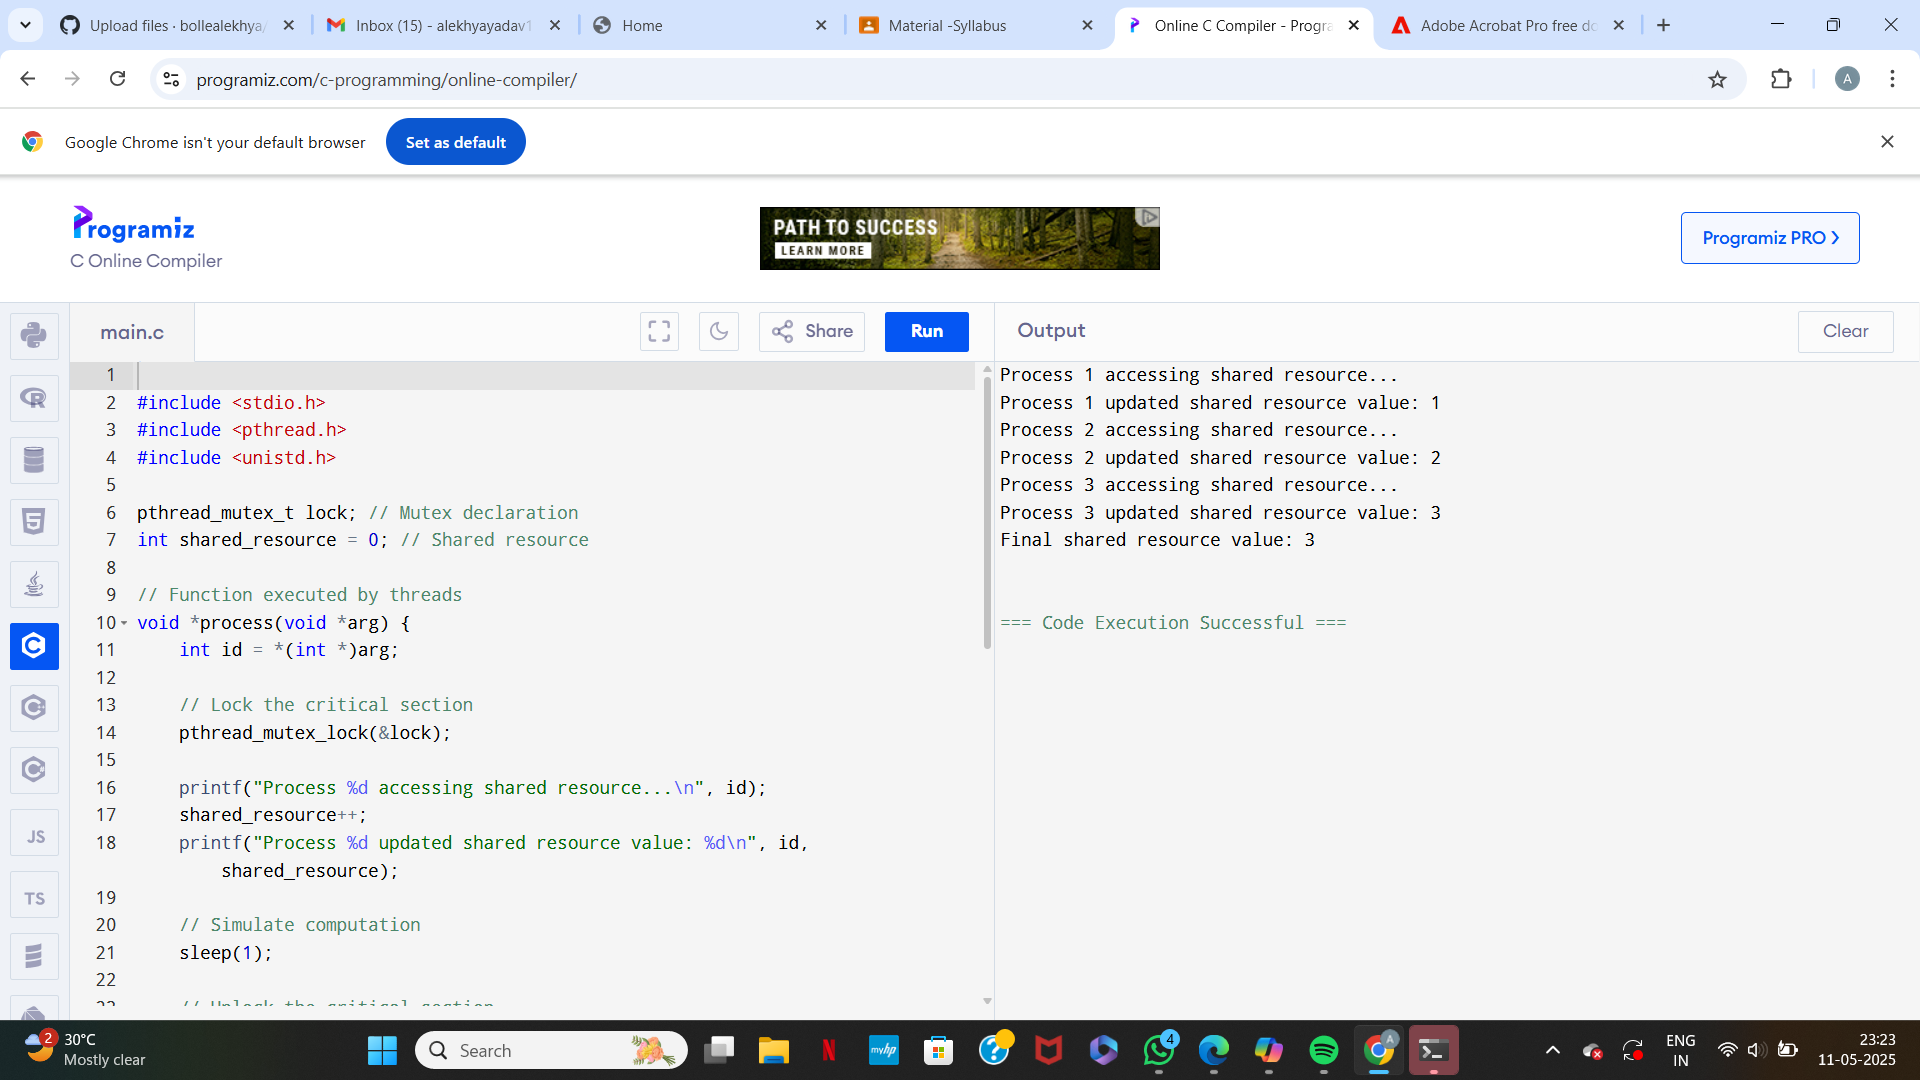 Upload files · bollealekhya/
Inbox (15) - alekhyayadav1
Home
Material -Syllabus
Online C Compiler - Progra
Adobe Acrobat Pro free do
programiz.com/c-programming/online-compiler/
A
Google Chrome isn't your default browser
Set as default
Programiz
C Online Compiler
PATH TO SUCCESS
LEARN MORE
Programiz PRO ›
main.c
Share
Run
Output
Clear
1
2 #include <stdio.h>
3 #include <pthread.h>
4 #include <unistd.h>
5
6 pthread_mutex_t lock; // Mutex declaration
7 int shared_resource = 0; // Shared resource
8
9 // Function executed by threads
10 void *process(void *arg) {
11 int id = *(int *)arg;
12
13 // Lock the critical section
14 pthread_mutex_lock(&lock);
15
16 printf("Process %d accessing shared resource...\n", id);
17 shared_resource++;
18 printf("Process %d updated shared resource value: %d\n", id,
shared_resource);
19
20 // Simulate computation
21 sleep(1);
22
23 // Unlock the critical section
Process 1 accessing shared resource...
Process 1 updated shared resource value: 1
Process 2 accessing shared resource...
Process 2 updated shared resource value: 2
Process 3 accessing shared resource...
Process 3 updated shared resource value: 3
Final shared resource value: 3
=== Code Execution Successful ===
JS
TS
2
30°C
Mostly clear
Search
N
myhp
4
A
ENG
IN
23:23
11-05-2025